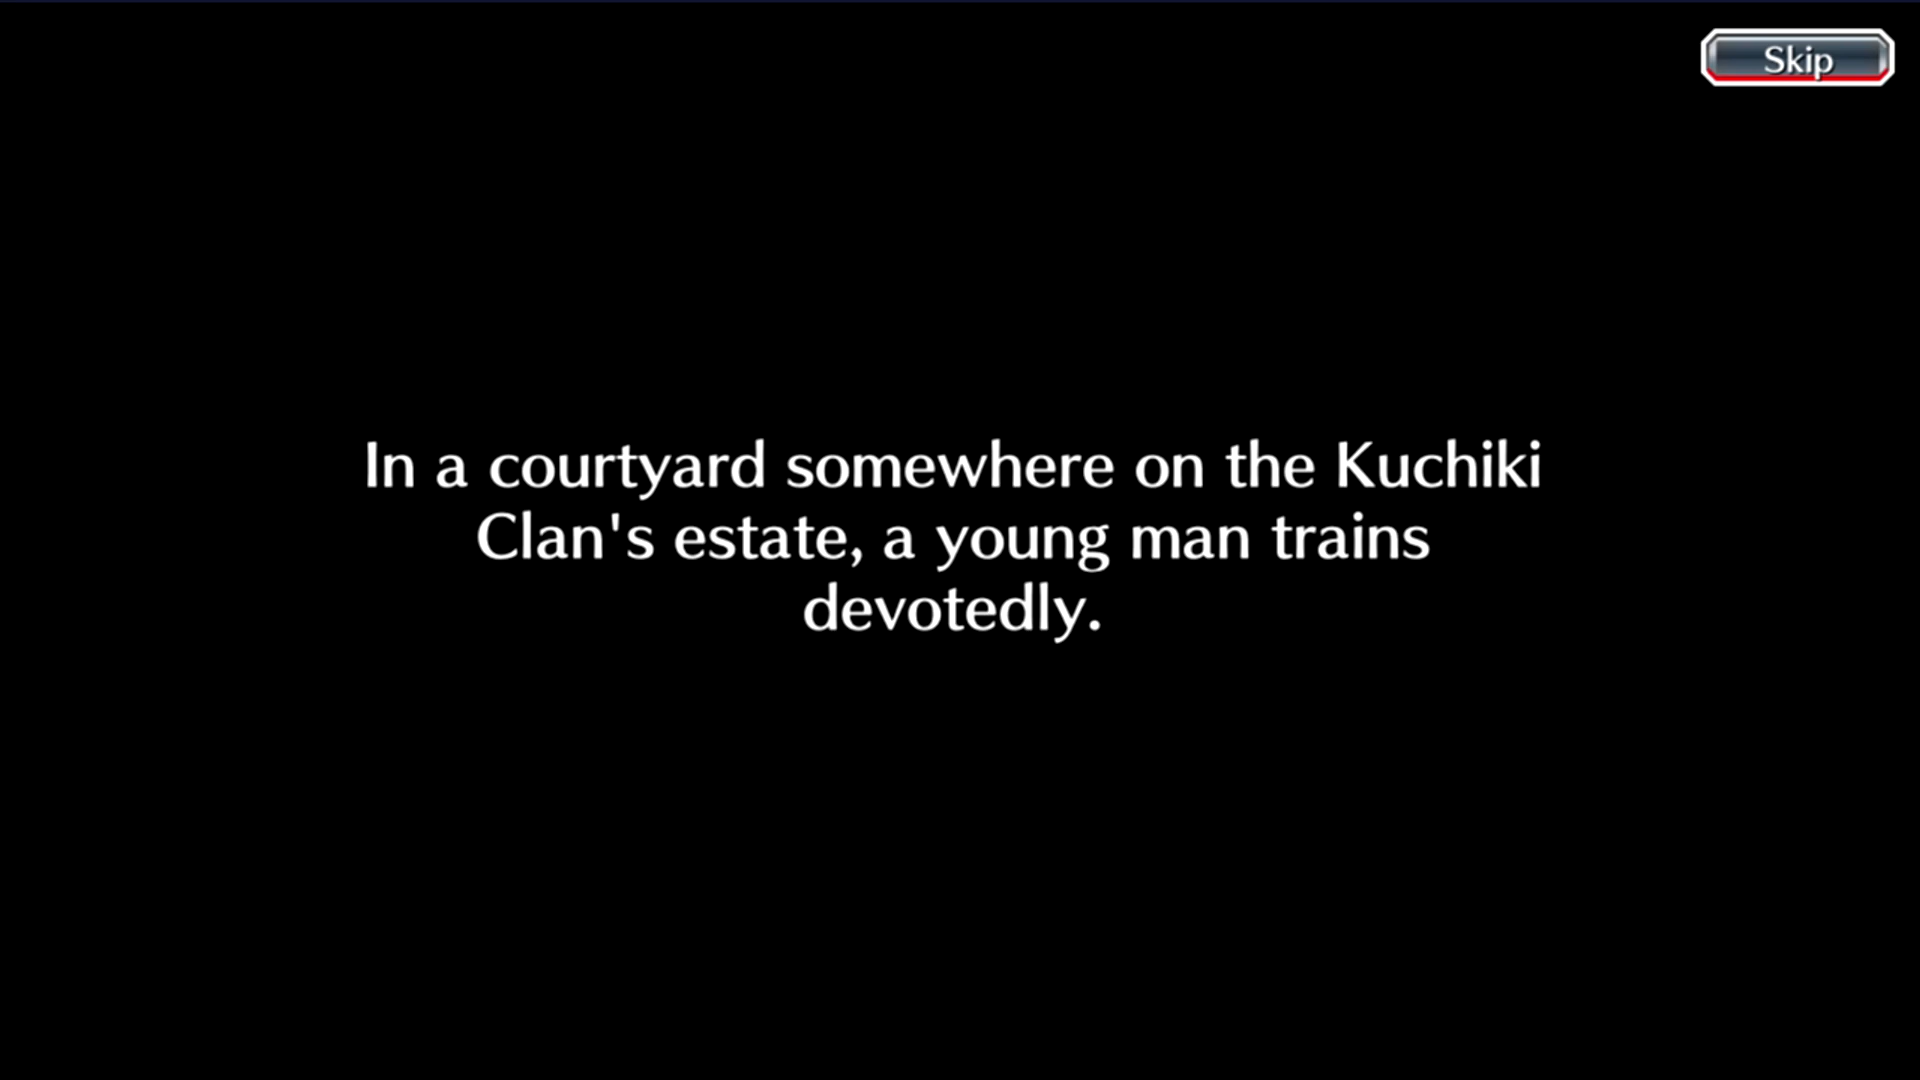 Skip
In a courtyard somewhere on the Kuchiki
Clan's estate, a young man trains
devotedly.